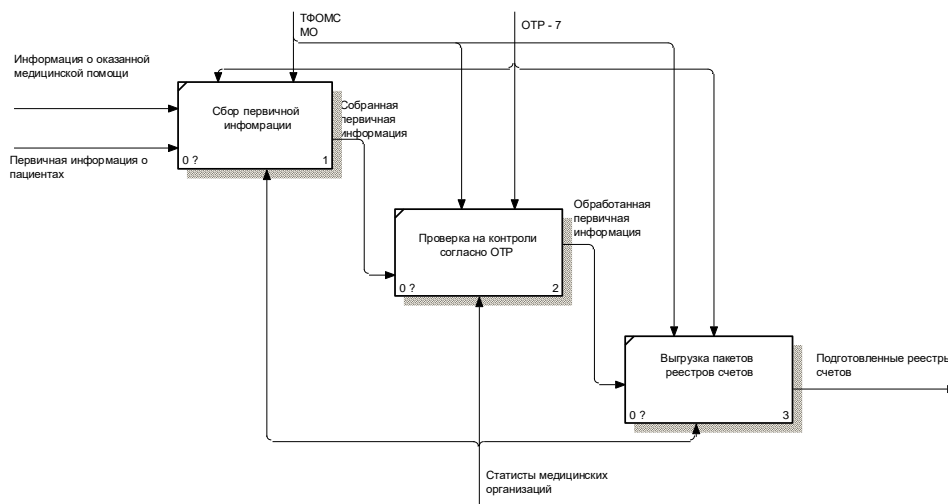 ТФОМС
МО
ОТР - 7
Информация о оказанной
медицинской помощи
Сбор первичной
инфомрации
0 ?
1
Собранная
первичная
информация
Первичная информация о
пациентах
Проверка на контроли
согласно ОТР
0 ?
2
Обработанная
первичная
информация
Выгрузка пакетов
реестров счетов
0 ?
3
Подготовленные реестры
счетов
Статисты медицинских
организаций